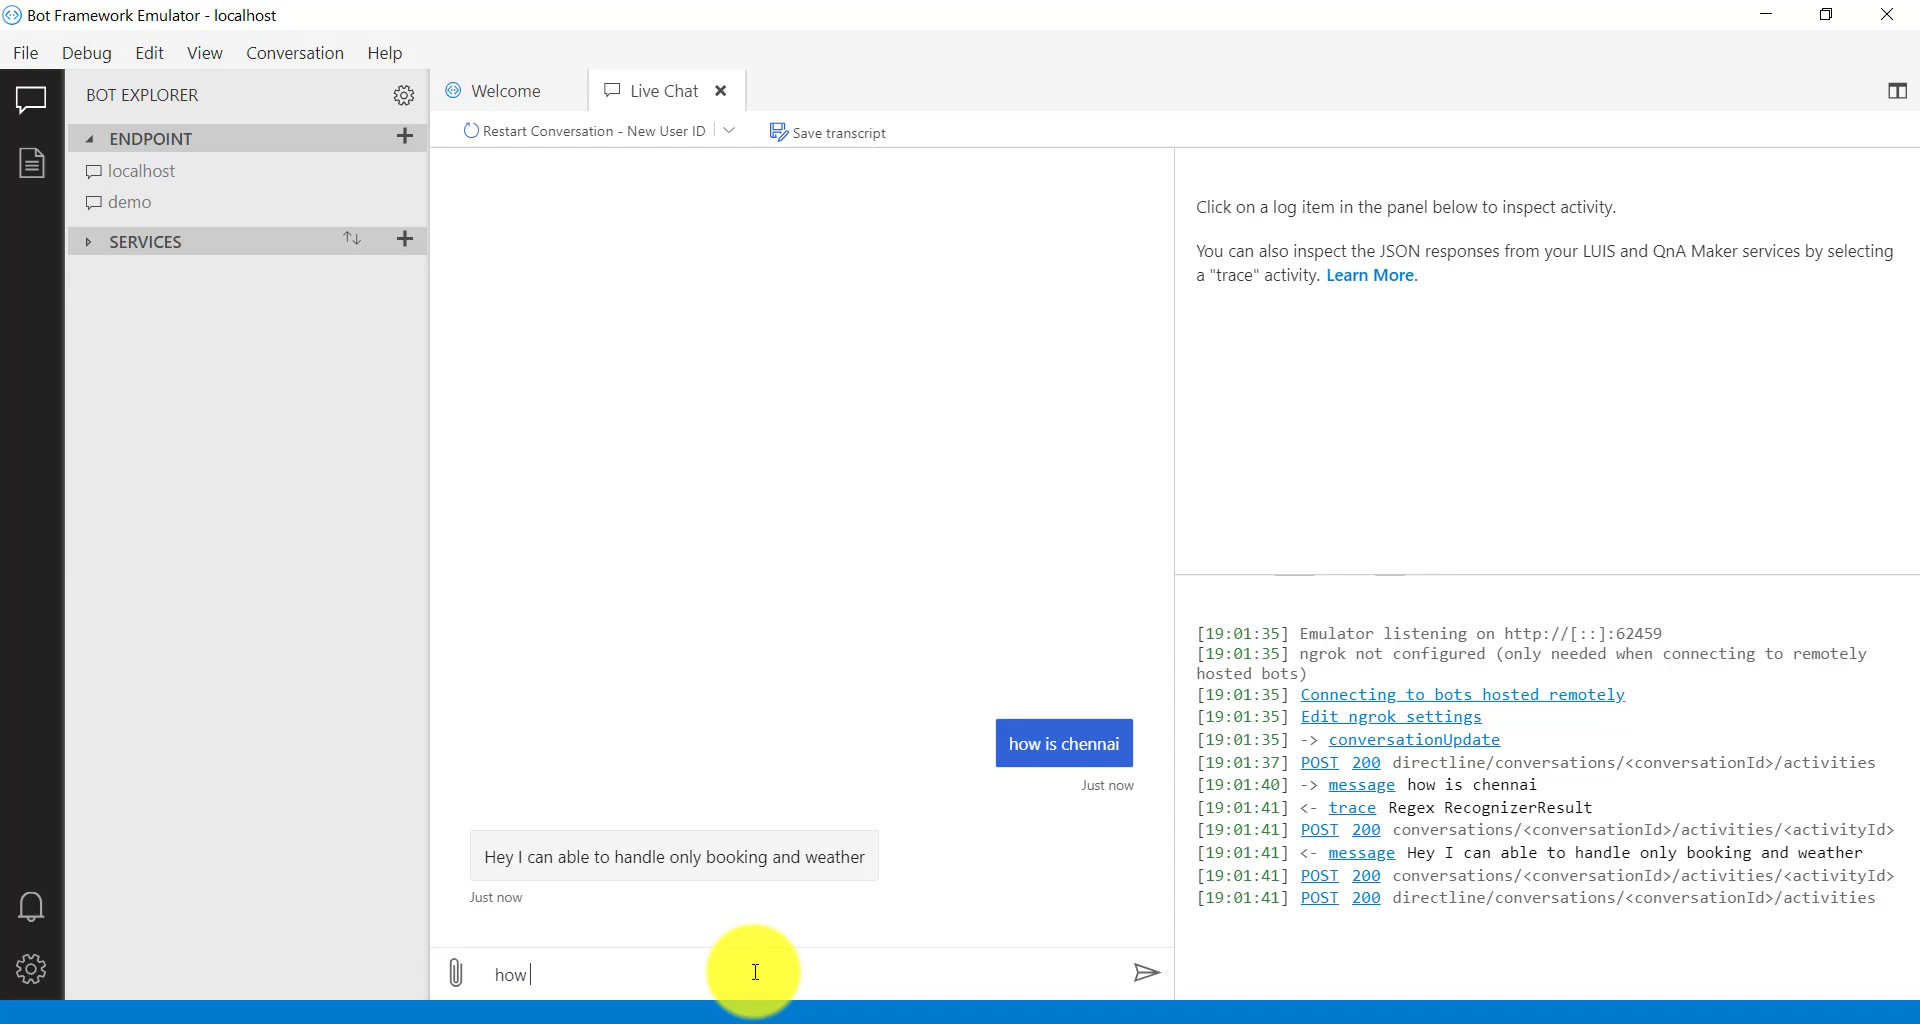 Bot Framework Emulator - localhost
File Debug Edit View Conversation Help
BOT EXPLORER
ENDPOINT
localhost
demo
SERVICES
Welcome
Live Chat
Restart Conversation - New User ID
Save transcript
how is chennai
Just now
Hey I can able to handle only booking and weather
Just now
how
Click on a log item in the panel below to inspect activity.
You can also inspect the JSON responses from your LUIS and QnA Maker services by selecting
a "trace" activity. Learn More.
[19:01:35] Emulator listening on http://[::]:62459
[19:01:35] ngrok not configured (only needed when connecting to remotely
hosted bots)
[19:01:35] Connecting to bots hosted remotely
[19:01:35] Edit ngrok settings
[19:01:35] -> conversationUpdate
[19:01:37] POST 200 directline/conversations/<conversationId>/activities
[19:01:40] -> message how is chennai
[19:01:41] <- trace Regex RecognizerResult
[19:01:41] POST 200 conversations/<conversationId>/activities/<activityId>
[19:01:41] <- message Hey I can able to handle only booking and weather
[19:01:41] POST 200 conversations/<conversationId>/activities/<activityId>
[19:01:41] POST 200 directline/conversations/<conversationId>/activities